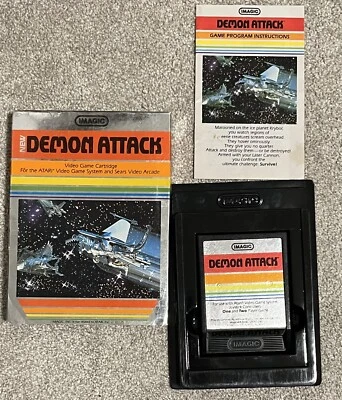 IMAGIC
DEMON ATTACK
GAME PROGRAM INSTRUCTIONS
Marooned on the ice planet Krybor,
you watch legions of
eerie creatures scream overhead.
They hover ominously.
They give you no quarter.
Attack and destroy them—or be destroyed!
Armed with your Laser Cannon,
you confront the
ultimate challenge: Survive!
IMAGIC
NEW
DEMON ATTACK
Video Game Cartridge
For the ATARI Video Game System and Sears Video Arcade
IMAGIC
IMAGIC
DEMON ATTACK
For use with Atari Video Game System
Joystick Controllers
One and Two Player Game
IMAGIC